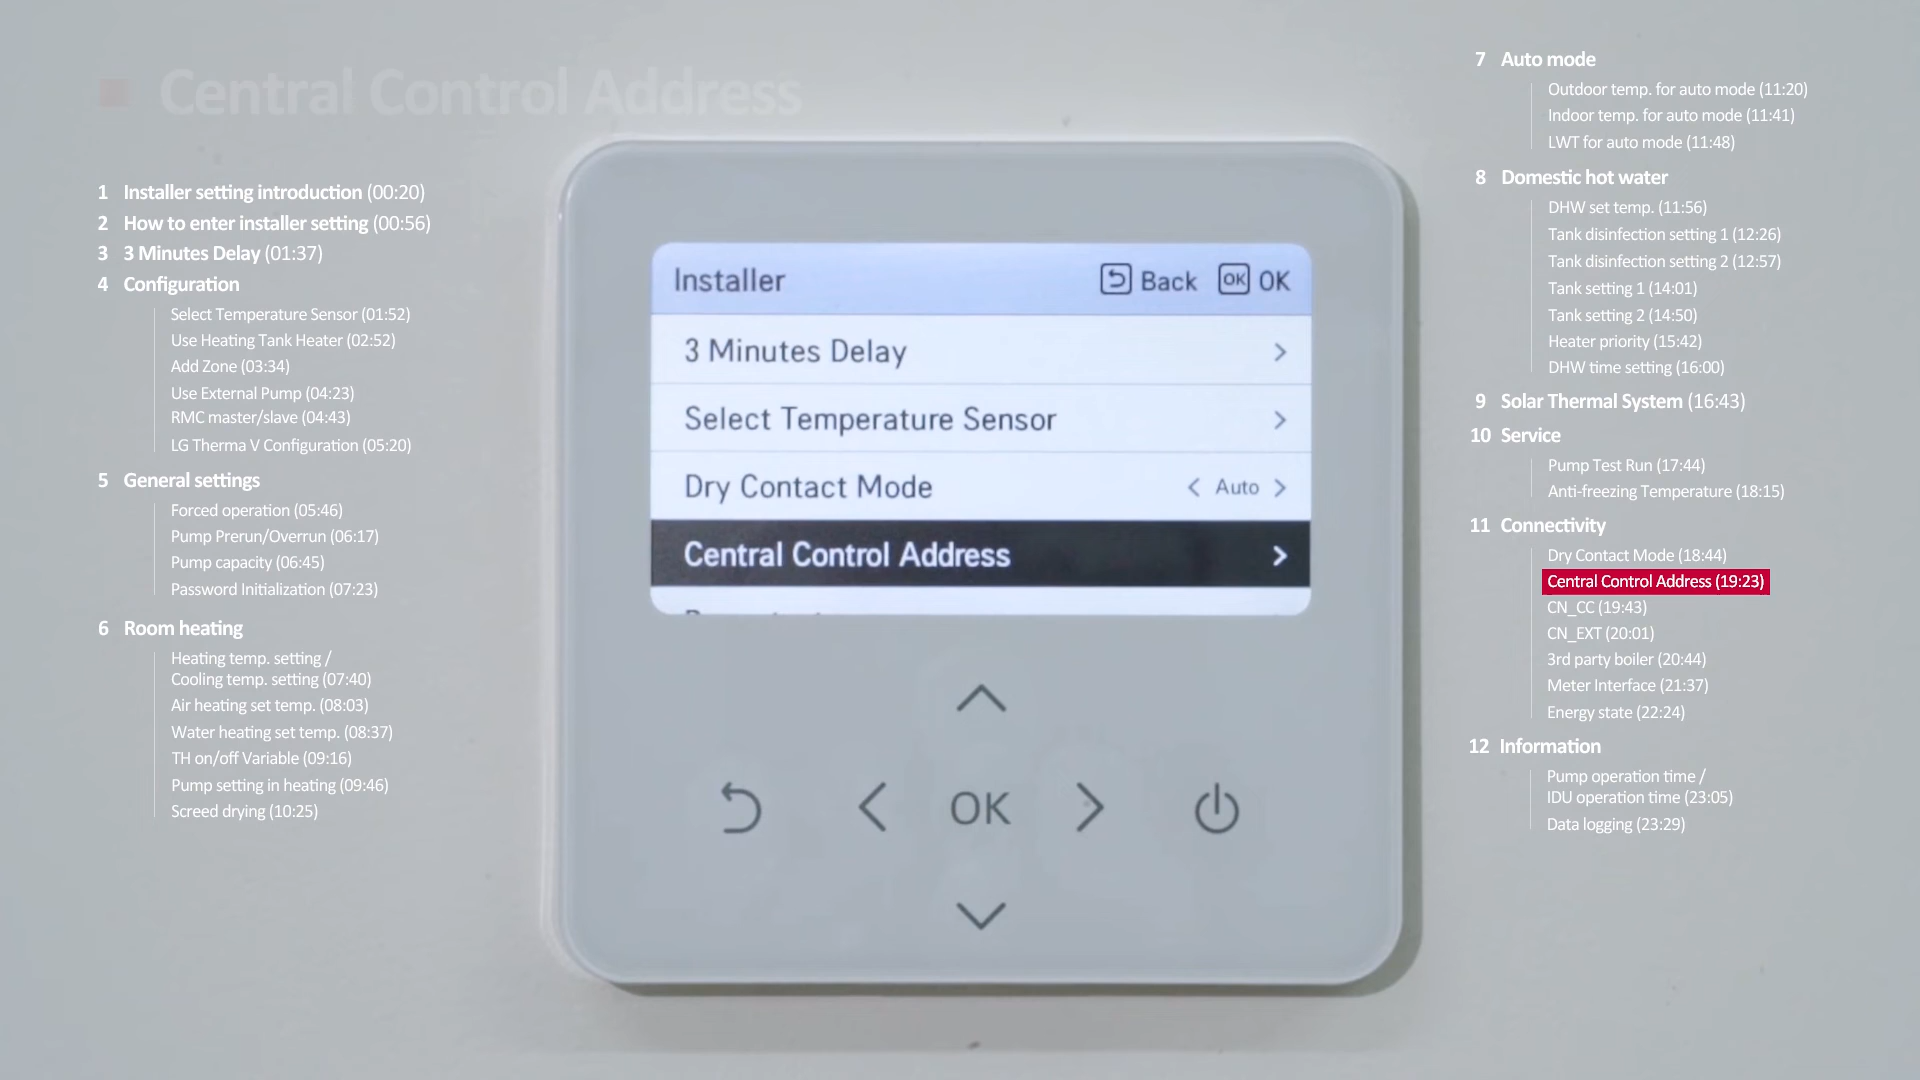 Central Control Address
1 Installer setting introduction (00:20)
2 How to enter installer setting (00:56)
3 3 Minutes Delay (01:37)
4 Configuration
Select Temperature Sensor (01:52)
Use Heating Tank Heater (02:52)
Add Zone (03:34)
Use External Pump (04:23)
RMC master/slave (04:43)
LG Therma V Configuration (05:20)
5 General settings
Forced operation (05:46)
Pump Prerun/Overrun (06:17)
Pump capacity (06:45)
Password Initialization (07:23)
6 Room heating
Heating temp. setting /
Cooling temp. setting (07:40)
Air heating set temp. (08:03)
Water heating set temp. (08:37)
TH on/off Variable (09:16)
Pump setting in heating (09:46)
Screed drying (10:25)
Installer Back OK OK
3 Minutes Delay
Select Temperature Sensor
Dry Contact Mode < Auto >
Central Control Address
OK
7 Auto mode
Outdoor temp. for auto mode (11:20)
Indoor temp. for auto mode (11:41)
LWT for auto mode (11:48)
8 Domestic hot water
DHW set temp. (11:56)
Tank disinfection setting 1 (12:26)
Tank disinfection setting 2 (12:57)
Tank setting 1 (14:01)
Tank setting 2 (14:50)
Heater priority (15:42)
DHW time setting (16:00)
9 Solar Thermal System (16:43)
10 Service
Pump Test Run (17:44)
Anti-freezing Temperature (18:15)
11 Connectivity
Dry Contact Mode (18:44)
Central Control Address (19:23)
CN_CC (19:43)
CN_EXT (20:01)
3rd party boiler (20:44)
Meter Interface (21:37)
Energy state (22:24)
12 Information
Pump operation time /
IDU operation time (23:05)
Data logging (23:29)